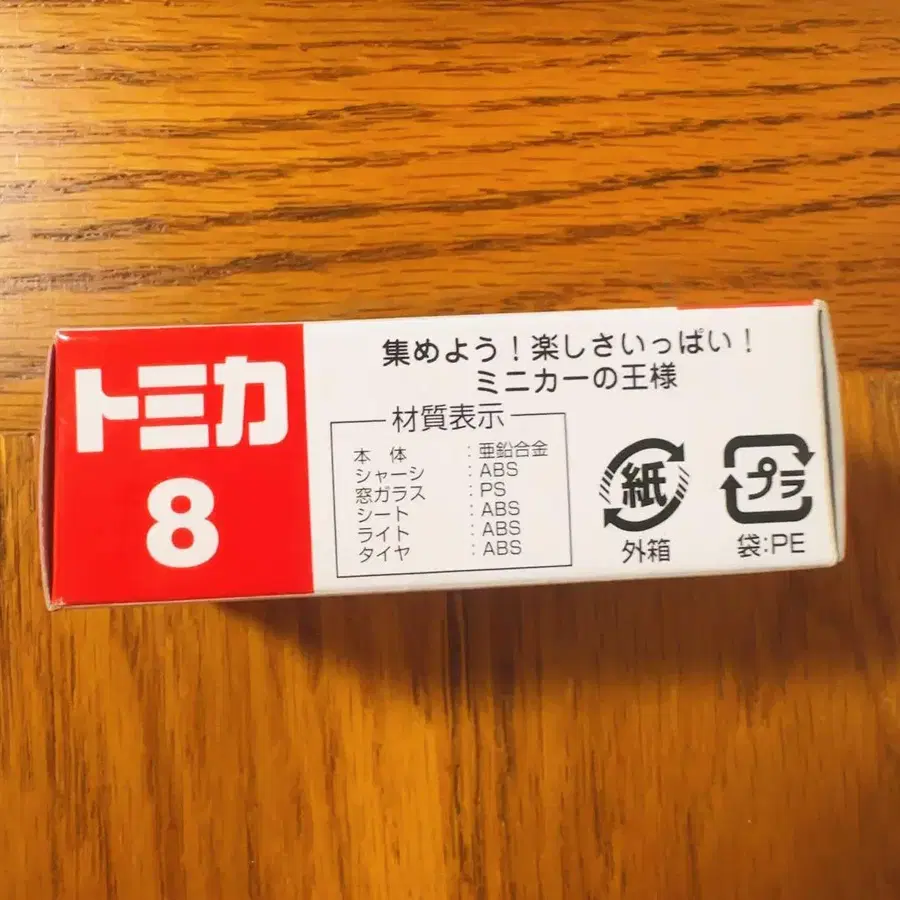 トミカ
8
集めよう!楽しさいっぱい!
ミニカーの王様
材質表示
本 体 :亜鉛合金
シャーシ :ABS
窓ガラス :PS
シート :ABS
ライト :ABS
タイヤ :ABS
紙
外箱
プラ
袋:PE